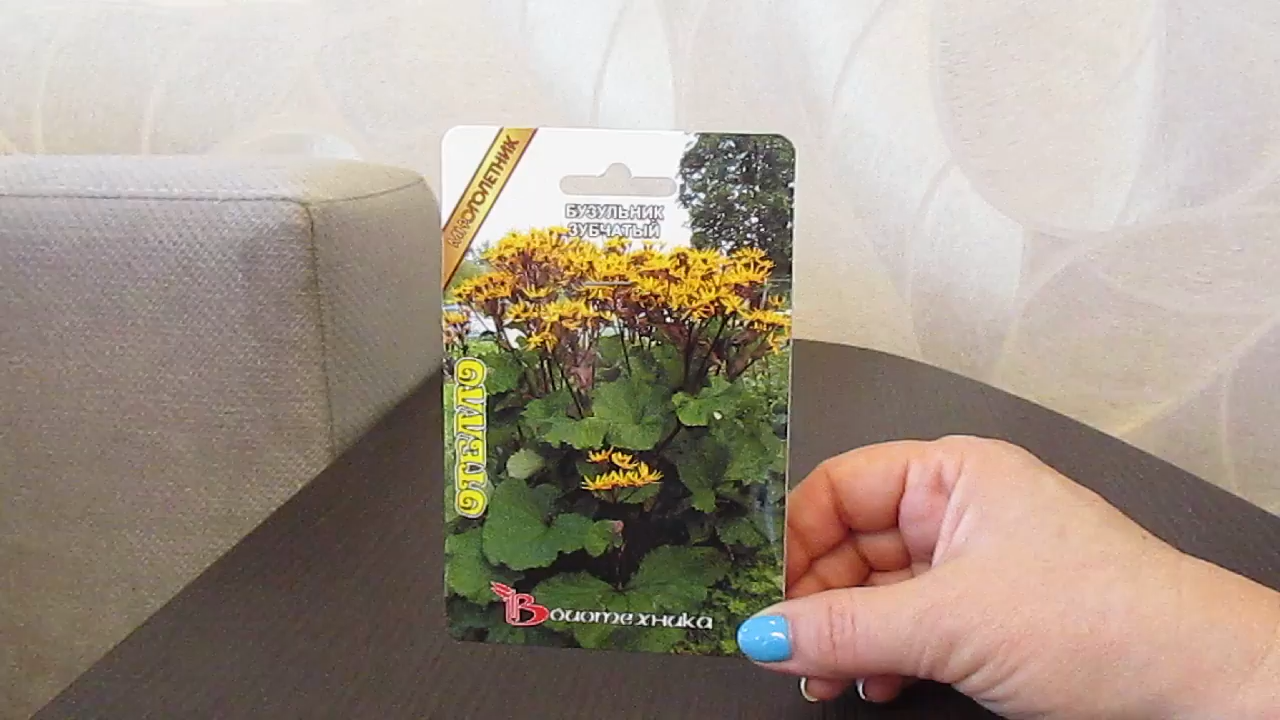 МНОГОЛЕТНИК
БУЗУЛЬНИК
ЗУБЧАТЫЙ
ОТЕЛЛО
Биотехника